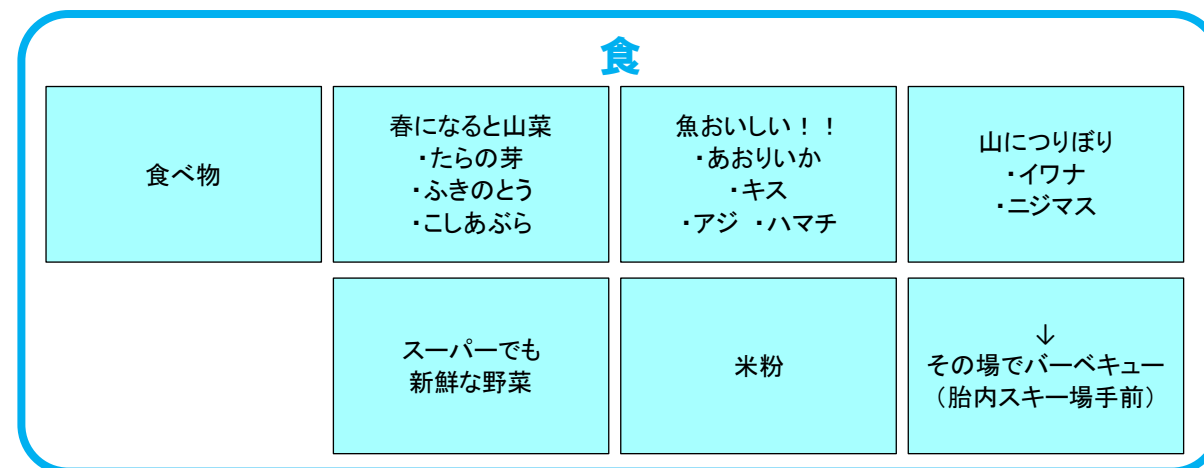 食
食べ物
春になると山菜
・たらの芽
・ふきのとう
・こしあぶら
魚おいしい！！
・あおりいか
・キス
・アジ ・ハマチ
山につりぼり
・イワナ
・ニジマス
スーパーでも
新鮮な野菜
米粉
↓
その場でバーベキュー
（胎内スキー場手前）